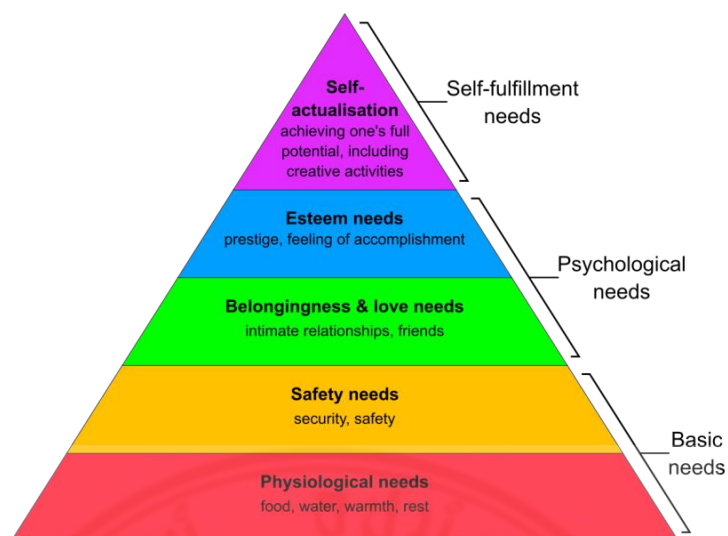 Self-
actualisation
achieving one's full
potential, including
creative activities
Self-fulfillment
needs
Esteem needs
prestige, feeling of accomplishment
Psychological
needs
Belongingness & love needs
intimate relationships, friends
Safety needs
security, safety
Basic
needs
Physiological needs
food, water, warmth, rest